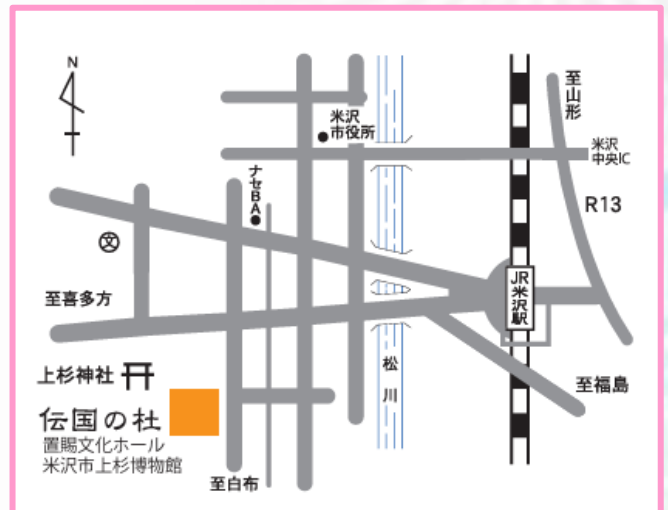 N
米沢
市役所
至山形
米沢
中央IC
ナセBA
R13
文
至喜多方
JR米沢駅
上杉神社
松川
至福島
伝国の杜
置賜文化ホール
米沢市上杉博物館
至白布